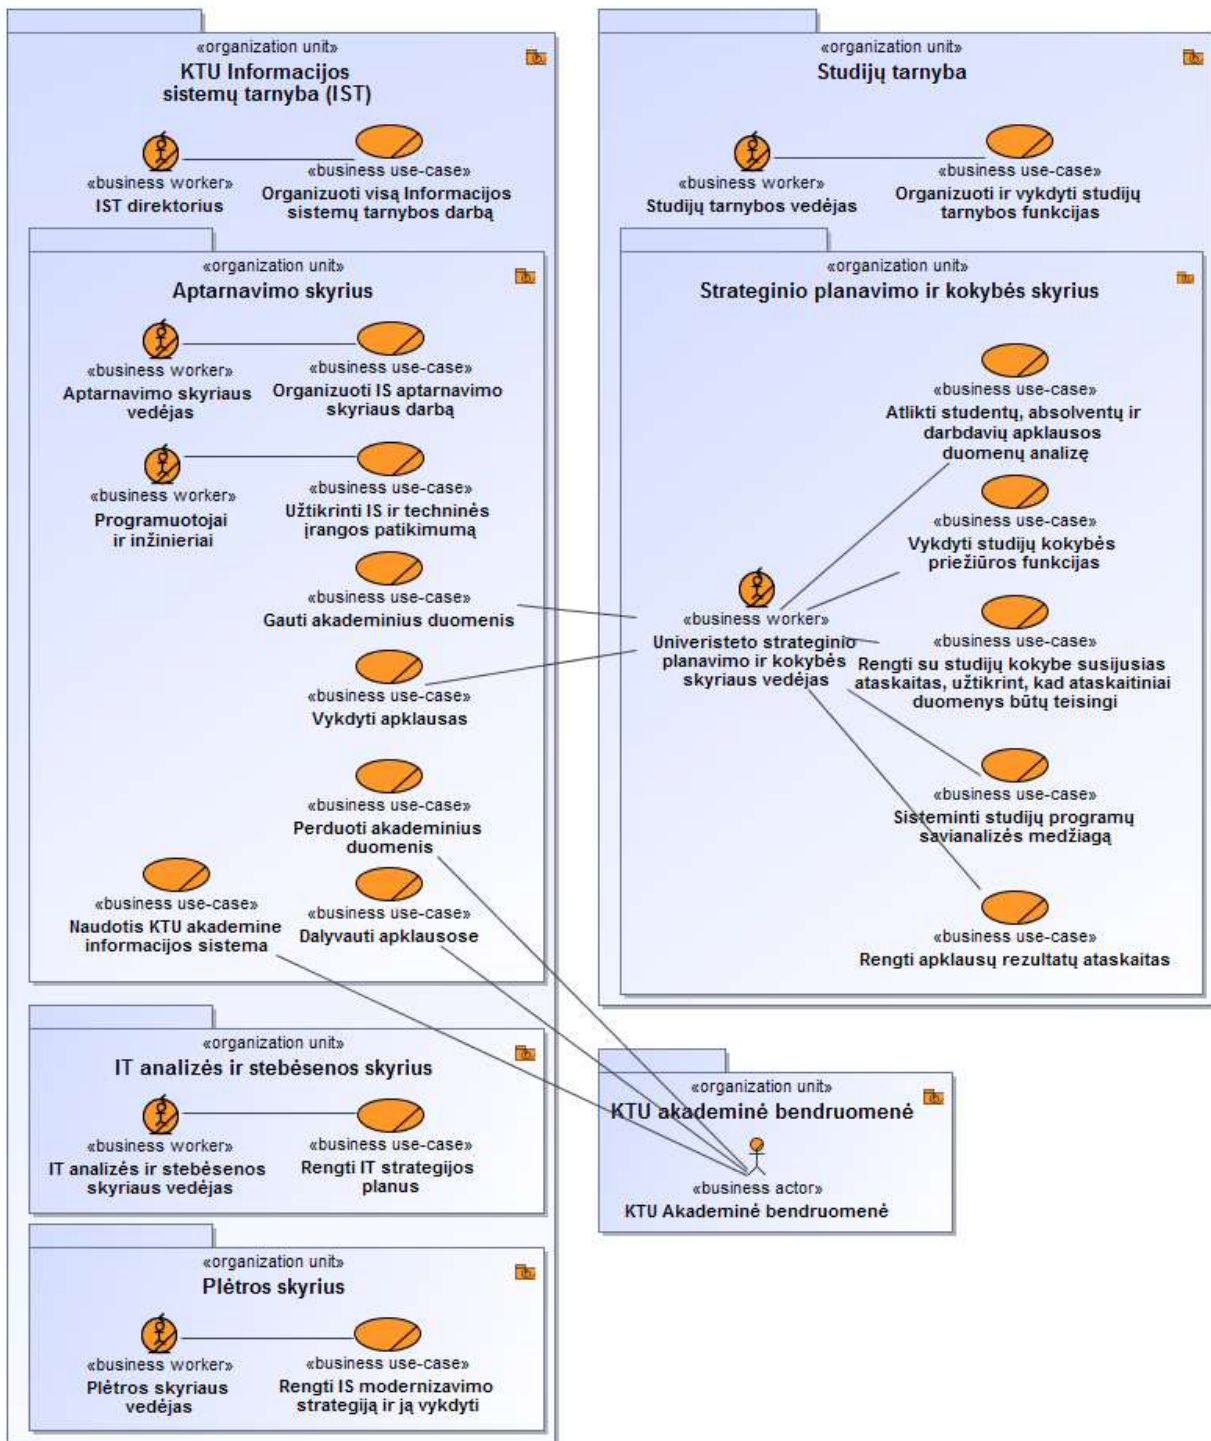 «organization unit»
KTU Informacijos
sistemų tarnyba (IST)
«business worker»
IST direktorius
«business use-case»
Organizuoti visą Informacijos
sistemų tarnybos darbą
«organization unit»
Aptarnavimo skyrius
«business worker»
Aptarnavimo skyriaus
vedėjas
«business use-case»
Organizuoti IS aptarnavimo
skyriaus darbą
«business worker»
Programuotojai
ir inžinieriai
«business use-case»
Užtikrinti IS ir techninės
įrangos patikimumą
«business use-case»
Gauti akademinius duomenis
«business use-case»
Vykdyti apklausas
«business use-case»
Perduoti akademinius
duomenis
«business use-case»
Naudotis KTU akademine
informacijos sistema
«business use-case»
Dalyvauti apklausose
«organization unit»
IT analizės ir stebėsenos skyrius
«business worker»
IT analizės ir stebėsenos
skyriaus vedėjas
«business use-case»
Rengti IT strategijos
planus
«organization unit»
Plėtros skyrius
«business worker»
Plėtros skyriaus
vedėjas
«business use-case»
Rengti IS modernizavimo
strategiją ir ją vykdyti
«organization unit»
Studijų tarnyba
«business worker»
Studijų tarnybos vedėjas
«business use-case»
Organizuoti ir vykdyti studijų
tarnybos funkcijas
«organization unit»
Strateginio planavimo ir kokybės skyrius
«business use-case»
Atlikti studentų, absolventų ir
darbdavių apklausos
duomenų analizę
«business use-case»
Vykdyti studijų kokybės
priežiūros funkcijas
«business worker»
Univeristeto strateginio
planavimo ir kokybės
skyriaus vedėjas
«business use-case»
Rengti su studijų kokybe susijusias
ataskaitas, užtikrint, kad ataskaitiniai
duomenys būtų teisingi
«business use-case»
Sisteminti studijų programų
savianalizės medžiagą
«business use-case»
Rengti apklausų rezultatų ataskaitas
«organization unit»
KTU akademinė bendruomenė
«business actor»
KTU Akademinė bendruomenė